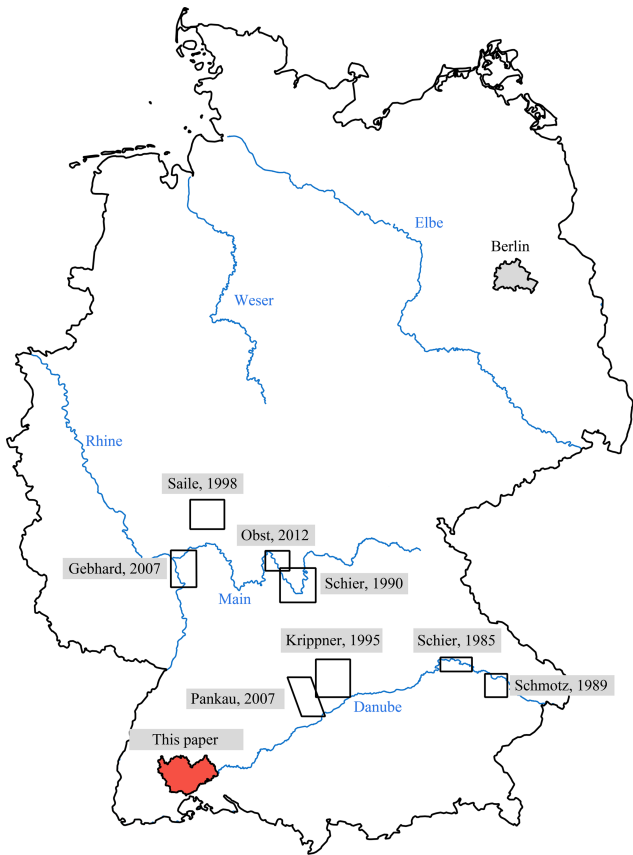 Elbe
Berlin
Weser
Rhine
Saile, 1998
Obst, 2012
Gebhard, 2007
Schier, 1990
Main
Krippner, 1995
Schier, 1985
Schmotz, 1989
Pankau, 2007
Danube
This paper